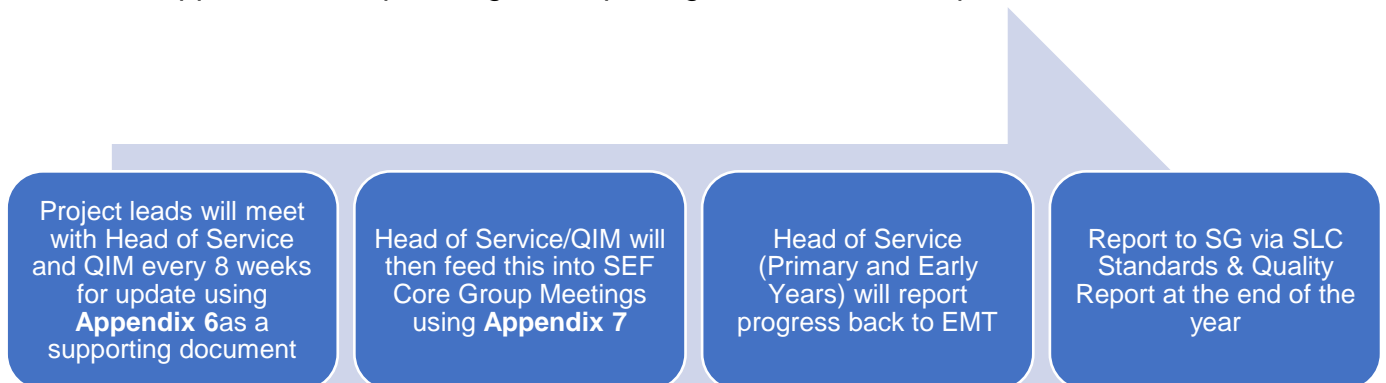 Project leads will meet
with Head of Service
and QIM every 8 weeks
for update using
Appendix 6as a
supporting document
Head of Service/QIM will
then feed this into SEF
Core Group Meetings
using Appendix 7
Head of Service
(Primary and Early
Years) will report
progress back to EMT
Report to SG via SLC
Standards & Quality
Report at the end of the
year